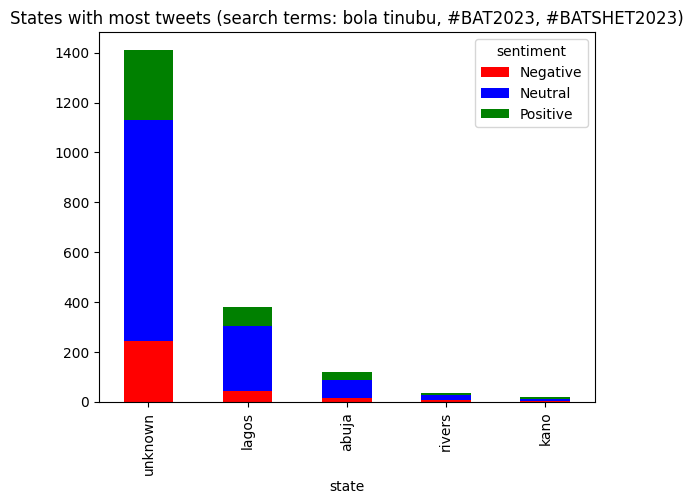 States with most tweets (search terms: bola tinubu, #BAT2023, #BATSHET2023)
sentiment
Negative
Neutral
Positive
1400
1200
1000
800
600
400
200
0
unknown
lagos
abuja
rivers
kano
state